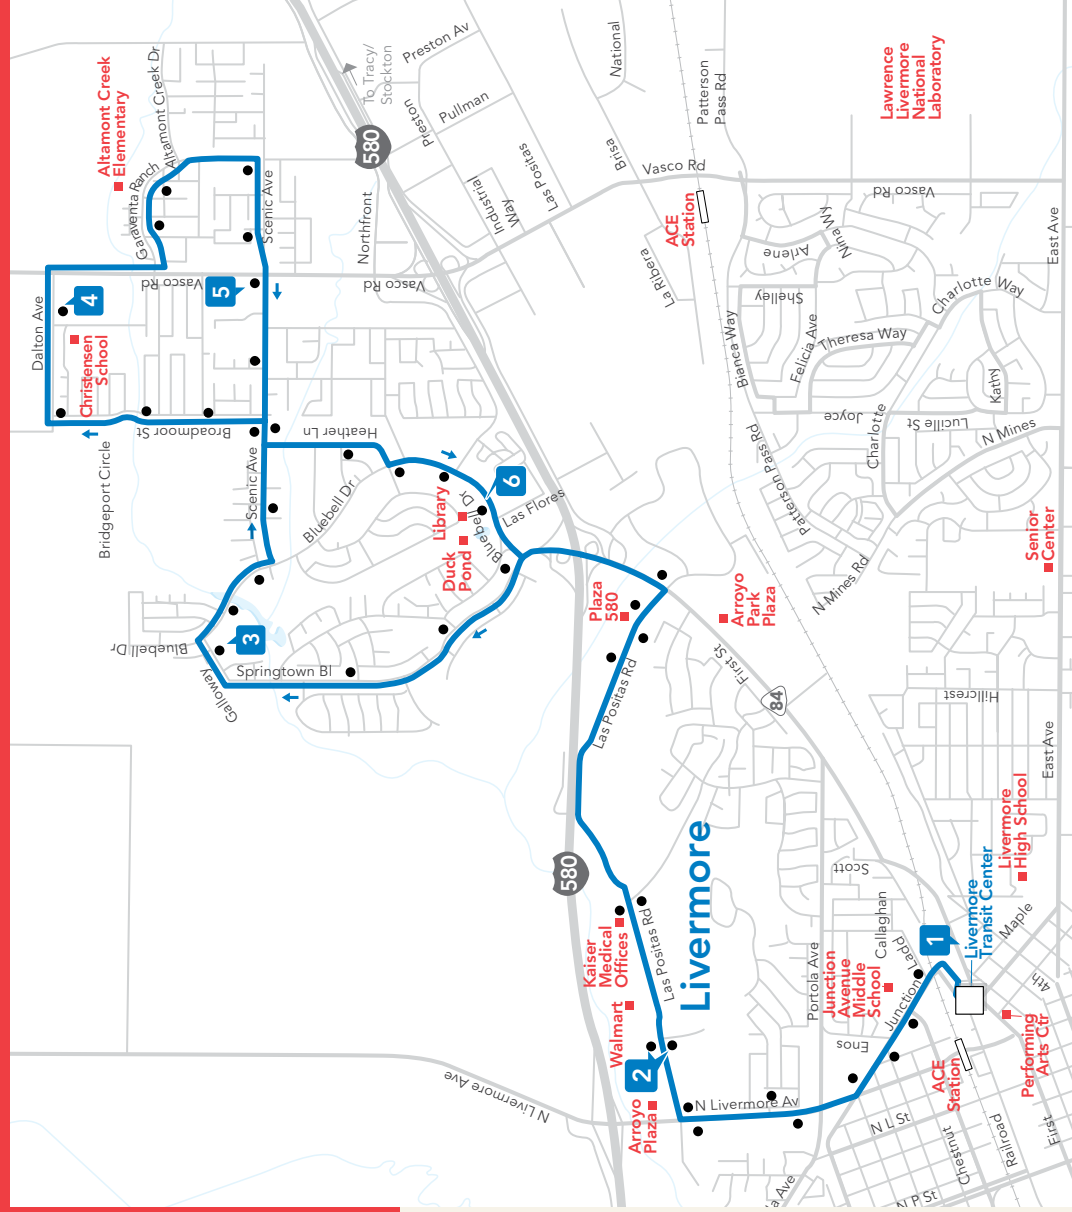 Altamont Creek
Elementary
Altamont Creek Dr
Garaventa Ranch
Scenic Ave
To Tracy/
Stockton
Preston Av
Preston
Pullman
580
National
Patterson
Pass Rd
Lawrence
Livermore
National
Laboratory
Brisa
Las Positas
Industrial
Way
Northfront
Vasco Rd
ACE
Station
La Ribera
Vasco Rd
Arlene
Nina Wy
East Ave
Vasco Rd
Vasco Rd
5
4
Dalton Ave
Christensen
School
Shelley
Charlotte Way
Bianca Way
Felicia Ave
Theresa Way
Kathy
Joyce
Charlotte
Lucille St
N Mines
Broadmoor St
Heather Ln
Bridgeport Circle
Scenic Ave
Bluebell Dr
Library
6
Las Flores
Bluebell Dr
Duck
Pond
Patterson Pass Rd
N Mines Rd
Senior
Center
Plaza
580
Arroyo
Park
Plaza
Bluebell Dr
3
Springtown Bl
Galloway
First St
84
Las Positas Rd
Hillcrest
East Ave
Livermore
High School
580
Livermore
Scott
Callaghan
Ladd
1
Livermore
Transit Center
Maple
4th
Kaiser
Medical
Offices
Las Positas Rd
Walmart
2
Portola Ave
Junction
Avenue
Middle
School
Junction
Enos
Performing
Arts Ctr
ACE
Station
Arroyo
Plaza
N Livermore Av
N Livermore Ave
N L St
Chestnut
Railroad
First
N P St
la Ave